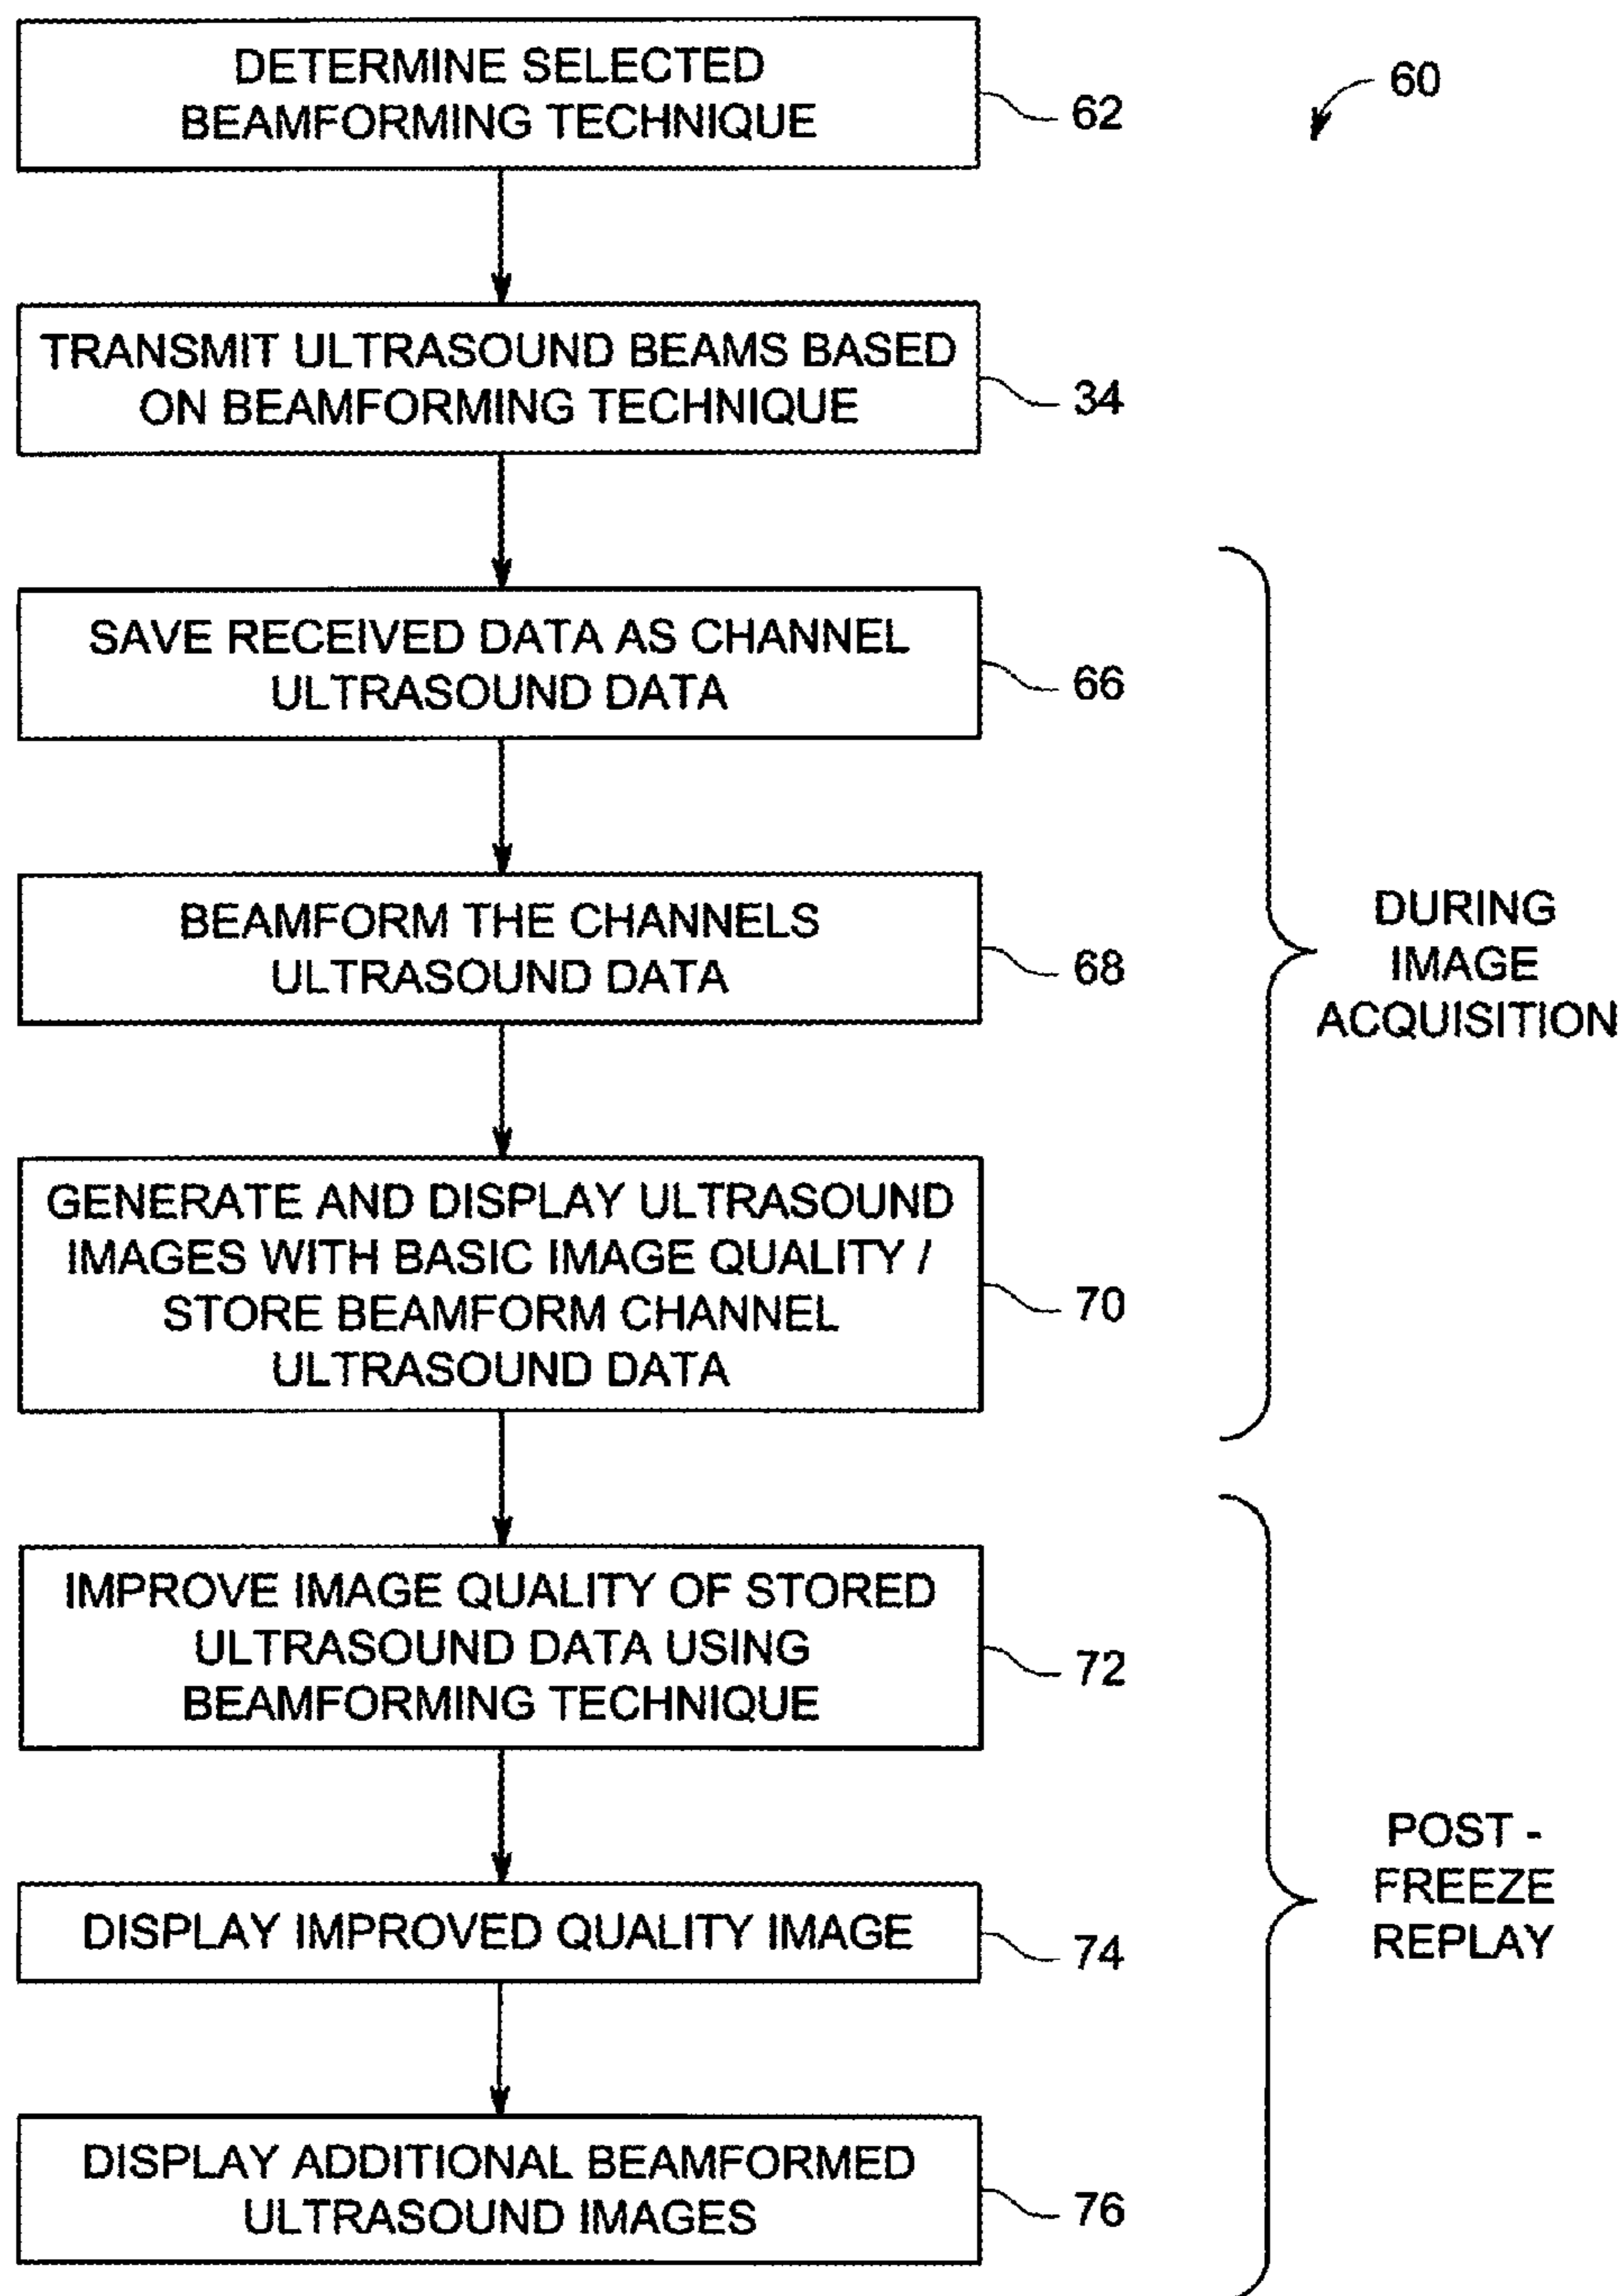 DETERMINE SELECTED
BEAMFORMING TECHNIQUE
62
60
TRANSMIT ULTRASOUND BEAMS BASED
ON BEAMFORMING TECHNIQUE
34
SAVE RECEIVED DATA AS CHANNEL
ULTRASOUND DATA
66
BEAMFORM THE CHANNELS
ULTRASOUND DATA
68
DURING
IMAGE
ACQUISITION
GENERATE AND DISPLAY ULTRASOUND
IMAGES WITH BASIC IMAGE QUALITY /
STORE BEAMFORM CHANNEL
ULTRASOUND DATA
70
IMPROVE IMAGE QUALITY OF STORED
ULTRASOUND DATA USING
BEAMFORMING TECHNIQUE
72
DISPLAY IMPROVED QUALITY IMAGE
74
POST -
FREEZE
REPLAY
DISPLAY ADDITIONAL BEAMFORMED
ULTRASOUND IMAGES
76